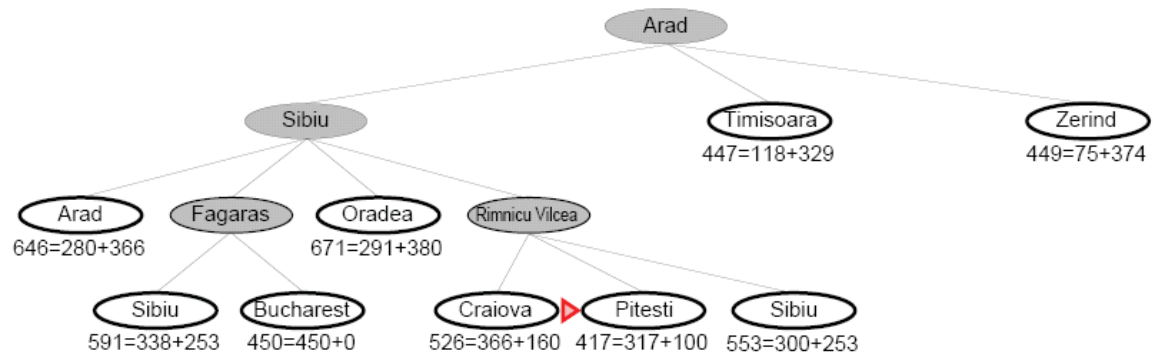 Arad
Sibiu
Timisoara
Zerind
447=118+329
449=75+374
Arad
Fagaras
Oradea
Rimnicu Vilcea
646=280+366
671=291+380
Sibiu
Bucharest
Craiova
Pitesti
Sibiu
591=338+253
450=450+0
526=366+160
417=317+100
553=300+253